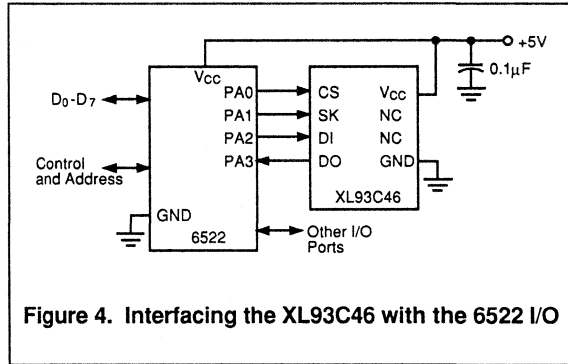 +5V
0.1µF
VCC
D0-D7
PA0
PA1
PA2
PA3
Control
and Address
GND
6522
Other I/O
Ports
CS
SK
DI
DO
VCC
NC
NC
GND
XL93C46
Figure 4. Interfacing the XL93C46 with the 6522 I/O